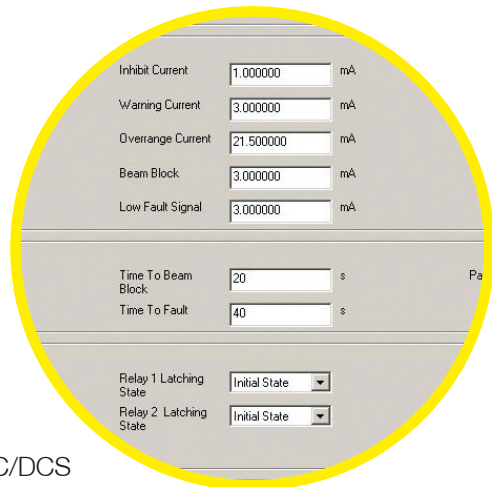 Inhibit Current 1.000000 mA
Warning Current 3.000000 mA
Overrange Current 21.500000 mA
Beam Block 3.000000 mA
Low Fault Signal 3.000000 mA
Time To Beam 20 s Pa
Block
Time To Fault 40 s
Relay 1 Latching Initial State
State
Relay 2 Latching Initial State
State
C/DCS